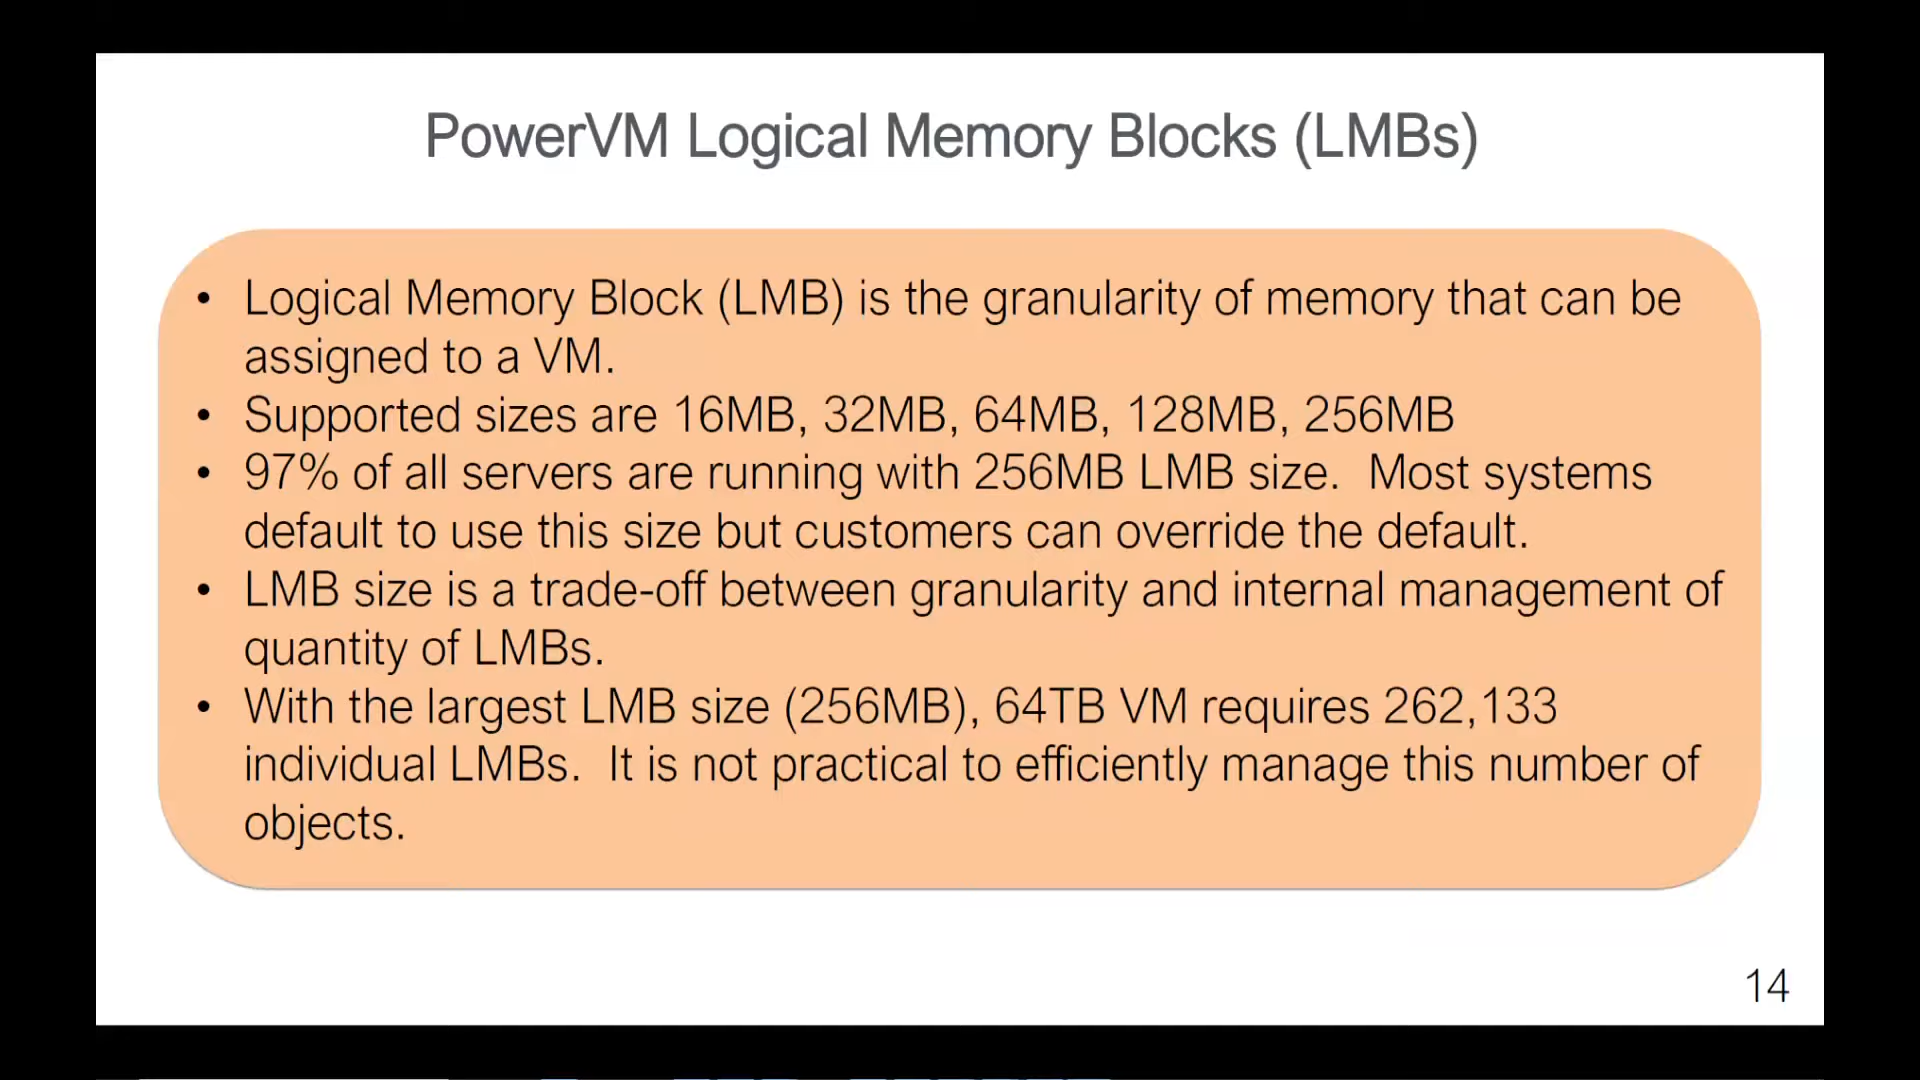 PowerVM Logical Memory Blocks (LMBs)
• Logical Memory Block (LMB) is the granularity of memory that can be
assigned to a VM.
• Supported sizes are 16MB, 32MB, 64MB, 128MB, 256MB
• 97% of all servers are running with 256MB LMB size.  Most systems
default to use this size but customers can override the default.
• LMB size is a trade-off between granularity and internal management of
quantity of LMBs.
• With the largest LMB size (256MB), 64TB VM requires 262,133
individual LMBs.  It is not practical to efficiently manage this number of
objects.
14